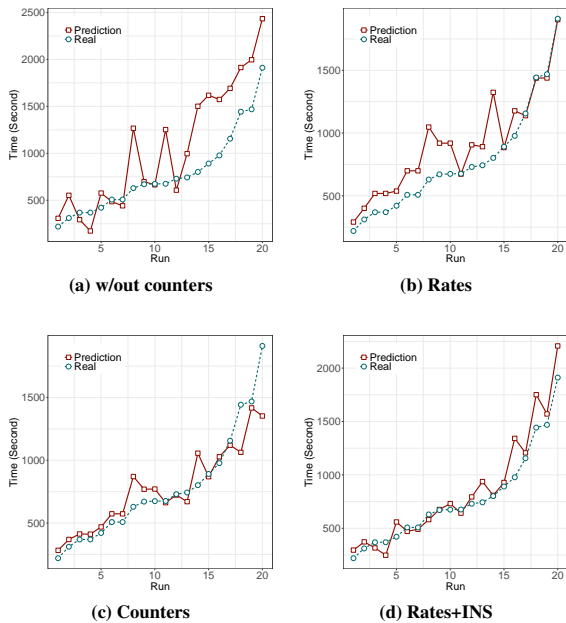 2500
2000
1500
1000
500
Time (Second)
Prediction
Real
5
10
15
20
Run
(a) w/out counters
1500
1000
500
Time (Second)
Prediction
Real
5
10
15
20
Run
(b) Rates
1500
1000
500
Time (Second)
Prediction
Real
5
10
15
20
Run
(c) Counters
2000
1500
1000
500
Time (Second)
Prediction
Real
5
10
15
20
Run
(d) Rates+INS